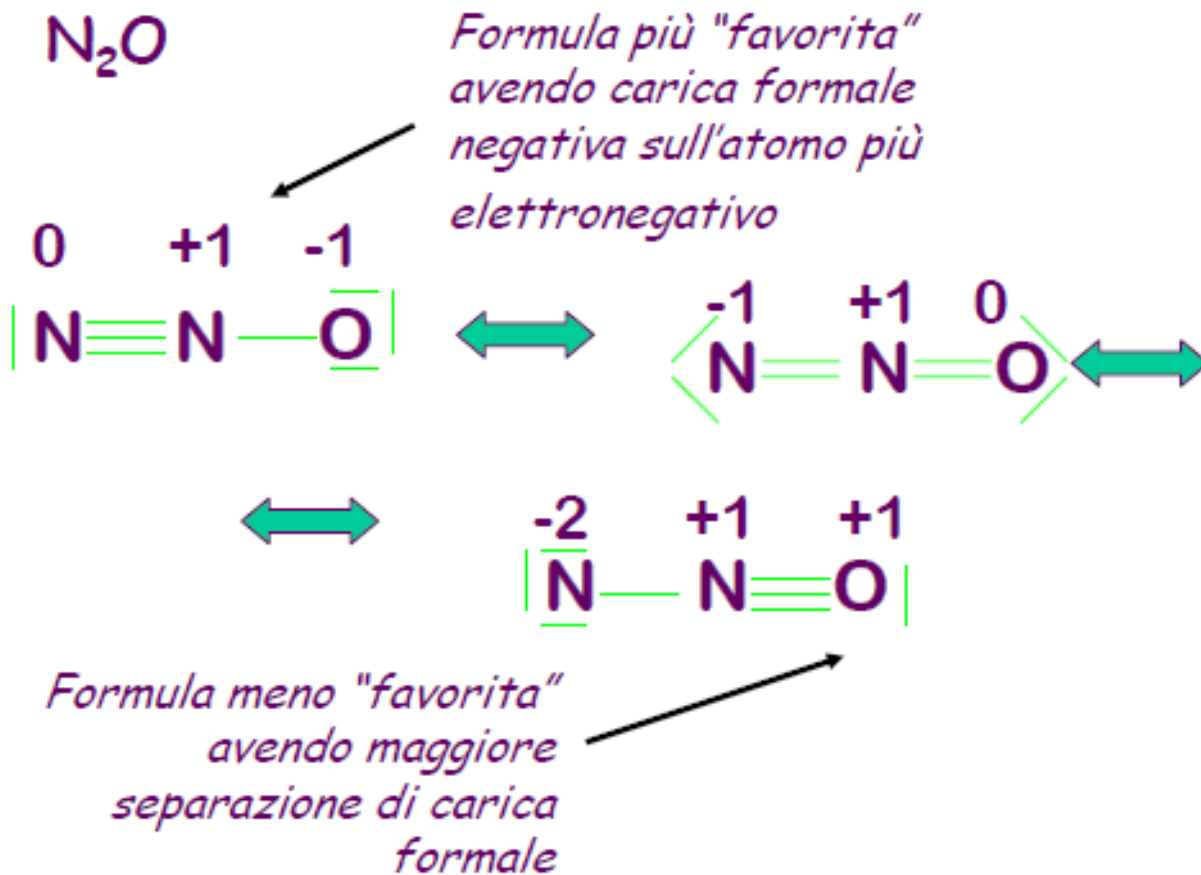 N₂O
Formula più "favorita"
avendo carica formale
negativa sull'atomo più
elettronegativo
0 +1 -1
N N O
-1 +1 0
N N O
-2 +1 +1
N N O
Formula meno "favorita"
avendo maggiore
separazione di carica
formale